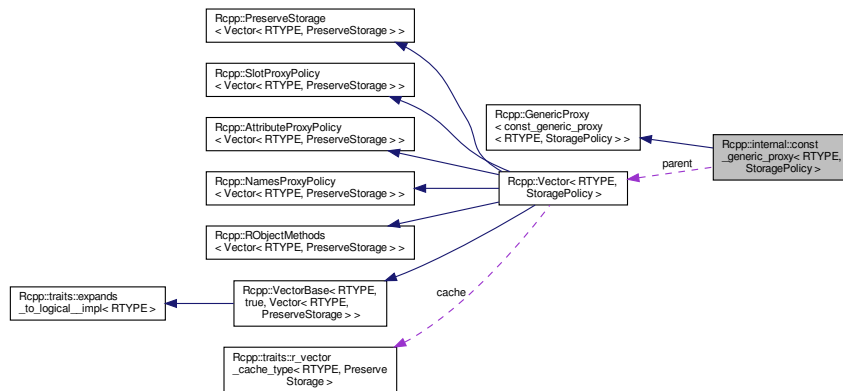 Rcpp::PreserveStorage
< Vector< RTYPE, PreserveStorage > >
Rcpp::SlotProxyPolicy
< Vector< RTYPE, PreserveStorage > >
Rcpp::AttributeProxyPolicy
< Vector< RTYPE, PreserveStorage > >
Rcpp::NamesProxyPolicy
< Vector< RTYPE, PreserveStorage > >
Rcpp::RObjectMethods
< Vector< RTYPE, PreserveStorage > >
Rcpp::traits::expands
_to_logical__impl< RTYPE >
Rcpp::VectorBase< RTYPE,
true, Vector< RTYPE,
PreserveStorage > >
Rcpp::traits::r_vector
_cache_type< RTYPE, Preserve
Storage >
cache
Rcpp::Vector< RTYPE,
StoragePolicy >
Rcpp::GenericProxy
< const_generic_proxy
< RTYPE, StoragePolicy > >
parent
Rcpp::internal::const
_generic_proxy< RTYPE,
StoragePolicy >